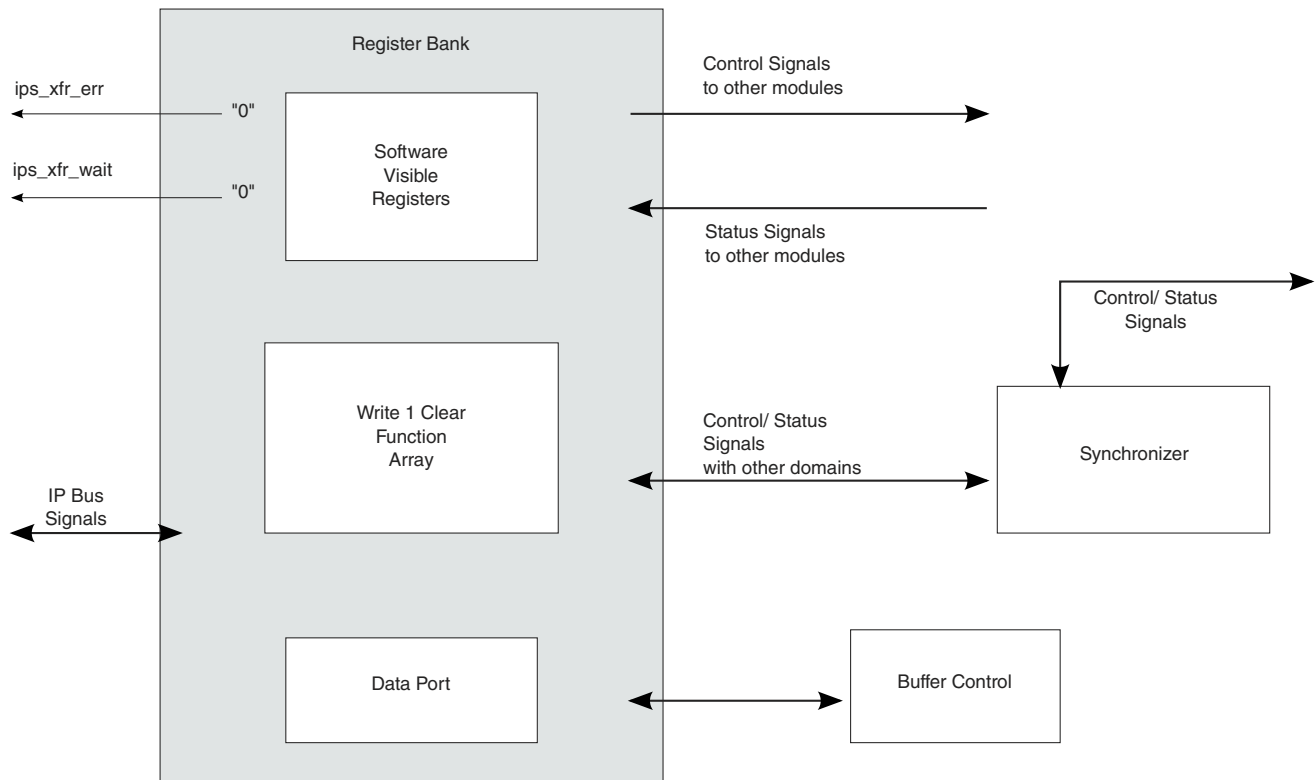 Register Bank
ips_xfr_err
"0"
Control Signals
to other modules
Software
Visible
Registers
ips_xfr_wait
"0"
Status Signals
to other modules
Control/ Status
Signals
Write 1 Clear
Function
Array
Control/ Status
Signals
with other domains
Synchronizer
IP Bus
Signals
Data Port
Buffer Control